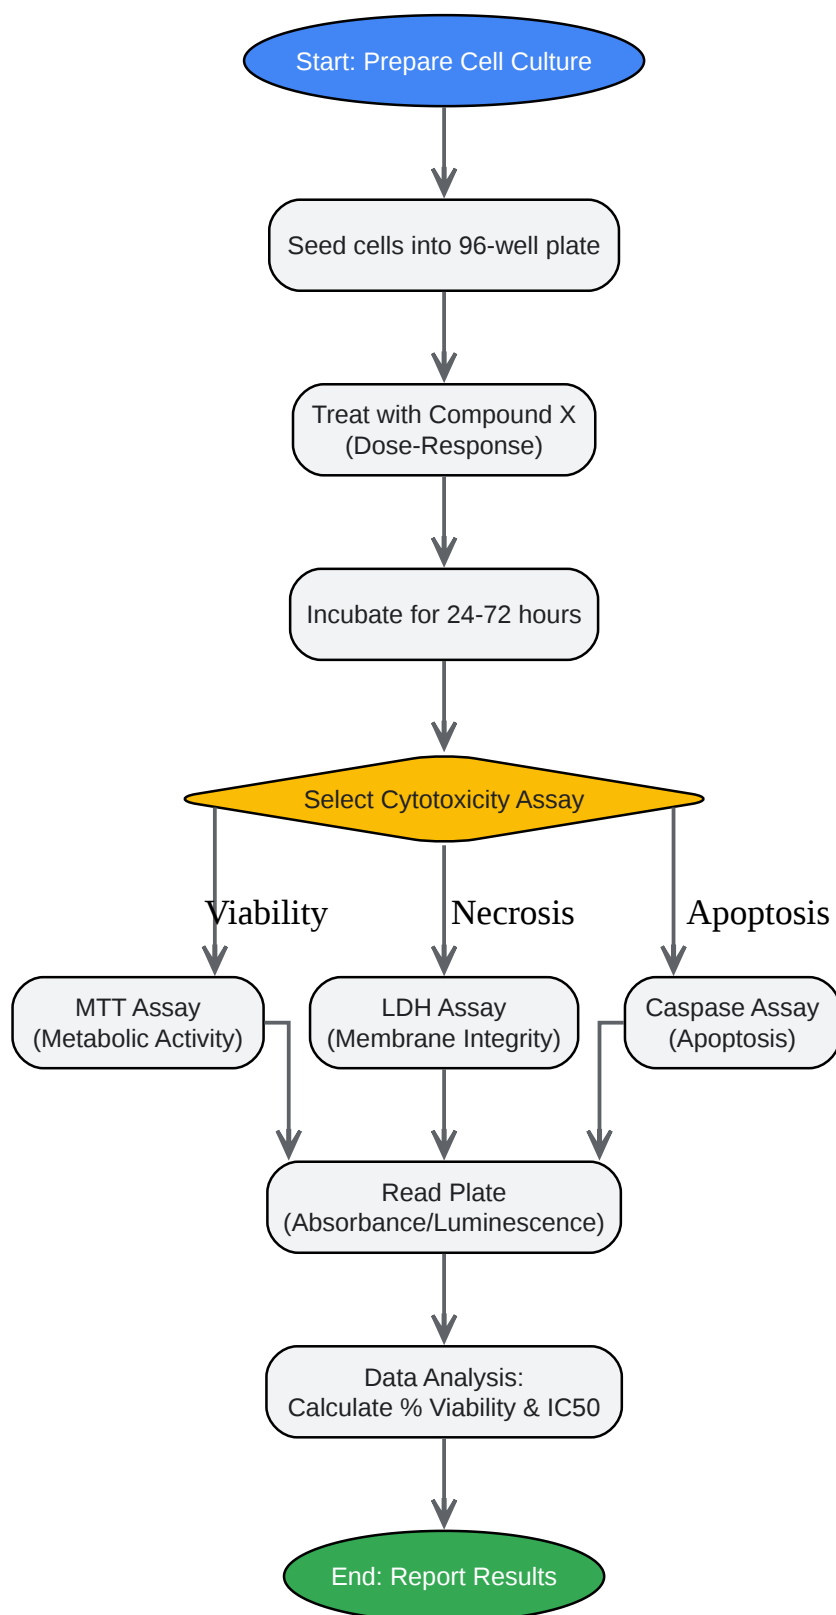 Start: Prepare Cell Culture
Seed cells into 96-well plate
Treat with Compound X
(Dose-Response)
Incubate for 24-72 hours
Select Cytotoxicity Assay
Viability
Necrosis
Apoptosis
MTT Assay
(Metabolic Activity)
LDH Assay
(Membrane Integrity)
Caspase Assay
(Apoptosis)
Read Plate
(Absorbance/Luminescence)
Data Analysis:
Calculate % Viability & IC50
End: Report Results